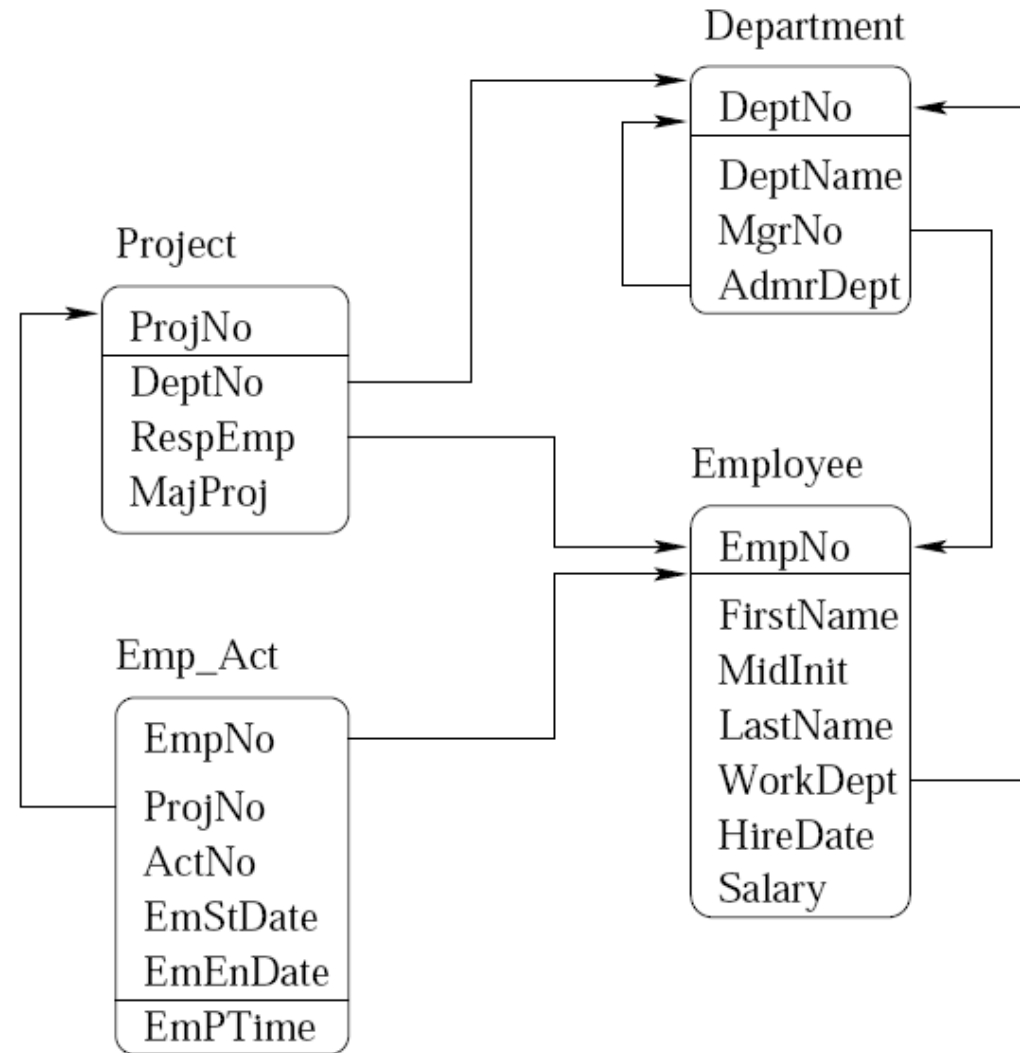 Department
DeptNo
DeptName
MgrNo
AdmrDept
Project
ProjNo
DeptNo
RespEmp
MajProj
Employee
EmpNo
FirstName
MidInit
LastName
WorkDept
HireDate
Salary
Emp_Act
EmpNo
ProjNo
ActNo
EmStDate
EmEnDate
EmPTime